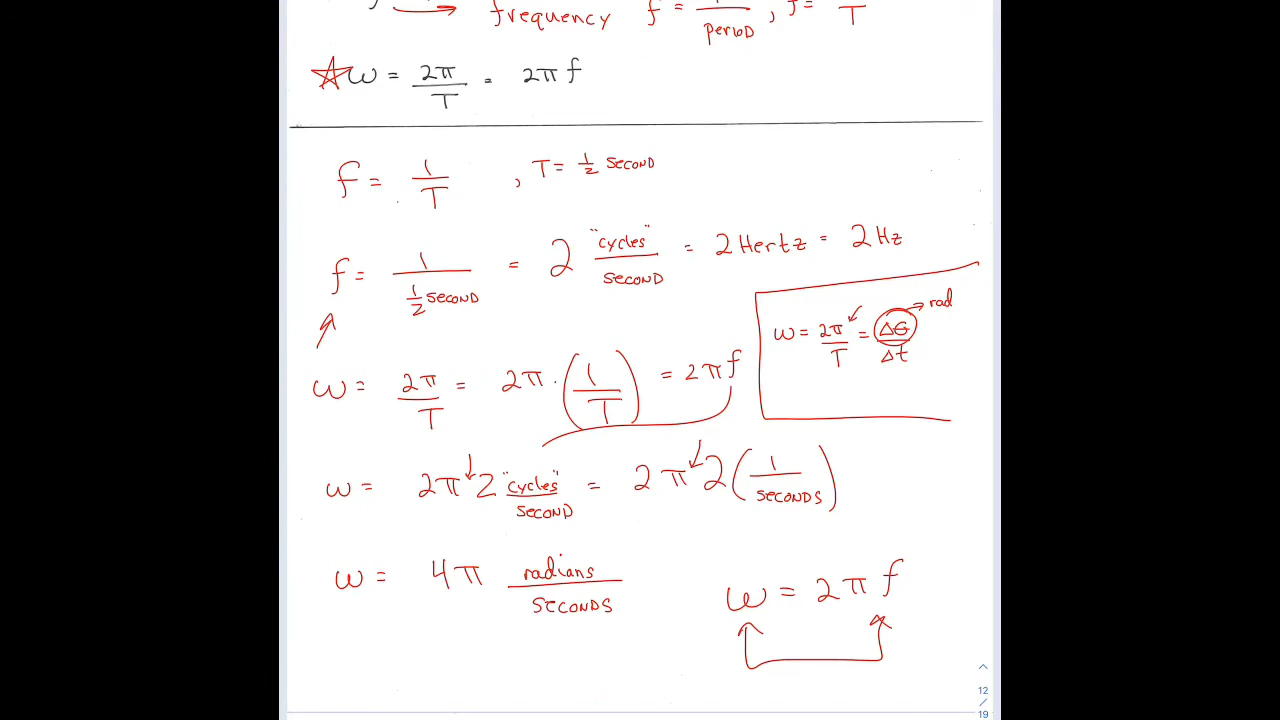 frequency f = 1/period, f = 1/T
☆ ω = 2π/T = 2π f
f = 1/T , T = 1/2 SECOND
f = 1/(1/2 SECOND) = 2 "cycles"/SECOND = 2 Hertz = 2 Hz
ω = 2π/T = Δθ/Δt → rad
ω = 2π/T = 2π · (1/T) = 2πf
ω = 2π 2 "cycles"/SECOND = 2π 2 (1/SECONDS)
ω = 4π radians/SECONDS
ω = 2π f
12
/
19